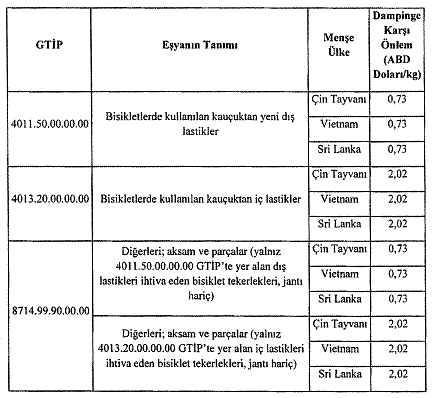 GTİP
Eşyanın Tanımı
Menşe
Ülke
Dampinge
Karşı
Önlem
(ABD
Doları/kg)
4011.50.00.00.00
Bisikletlerde kullanılan kauçuktan yeni dış
lastikler
Çin Tayvanı 0,73
Vietnam 0,73
Sri Lanka 0,73
4013.20.00.00.00
Bisikletlerde kullanılan kauçuktan iç lastikler
Çin Tayvanı 2,02
Vietnam 2,02
Sri Lanka 2,02
8714.99.90.00.00
Diğerleri; aksam ve parçalar (yalnız
4011.50.00.00.00 GTİP'te yer alan dış
lastikleri ihtiva eden bisiklet tekerlekleri, jantı
hariç)
Çin Tayvanı 0,73
Vietnam 0,73
Sri Lanka 0,73
Diğerleri; aksam ve parçalar (yalnız
4013.20.00.00.00 GTİP'te yer alan iç lastikleri
ihtiva eden bisiklet tekerlekleri, jantı hariç)
Çin Tayvanı 2,02
Vietnam 2,02
Sri Lanka 2,02